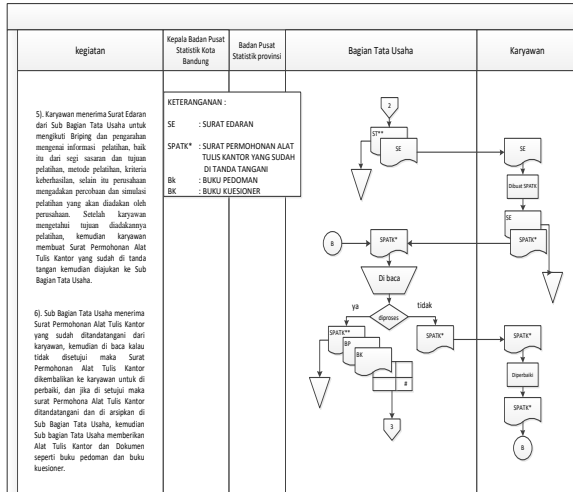 kegiatan
Kepala Badan Pusat
Statistik Kota
Bandung
Badan Pusat
Statistik provinsi
Bagian Tata Usaha
Karyawan
5). Karyawan menerima Surat Edaran
dari Sub Bagian Tata Usaha untuk
mengikuti Briping dan pengarahan
mengenai informasi pelatihan, baik
itu dari segi sasaran dan tujuan
pelatihan, metode pelatihan, kriteria
keberhasilan, selain itu perusahaan
mengadakan percobaan dan simulasi
pelatihan yang akan diadakan oleh
perusahaan. Setelah karyawan
mengetahui tujuan diadakannya
pelatihan, kemudian karyawan
membuat Surat Permohonan Alat
Tulis Kantor yang sudah di tanda
tangan kemudian diajukan ke Sub
Bagian Tata Usaha.
6). Sub Bagian Tata Usaha menerima
Surat Permohonan Alat Tulis Kantor
yang sudah ditandatangani dari
karyawan, kemudian di baca kalau
tidak disetujui maka Surat
Permohonan Alat Tulis Kantor
dikembalikan ke karyawan untuk di
perbaiki, dan jika di setujui maka
surat Permohona Alat Tulis Kantor
ditandatangani dan di arsipkan di
Sub Bagian Tata Usaha, kemudian
Sub bagian Tata Usaha memberikan
Alat Tulis Kantor dan Dokumen
seperti buku pedoman dan buku
kuesioner.
KETERANGANAN :
SE : SURAT EDARAN
SPATK* : SURAT PERMOHONAN ALAT
TULIS KANTOR YANG SUDAH
DI TANDA TANGANI
Bk : BUKU PEDOMAN
BK : BUKU KUESIONER
2
ST**
SE
SE
Dibuat SPATK
SE
SPATK*
B
SPATK*
Di baca
ya
tidak
diproses
SPATK**
BP
BK
#
3
SPATK*
SPATK*
Diperbaiki
SPATK*
B